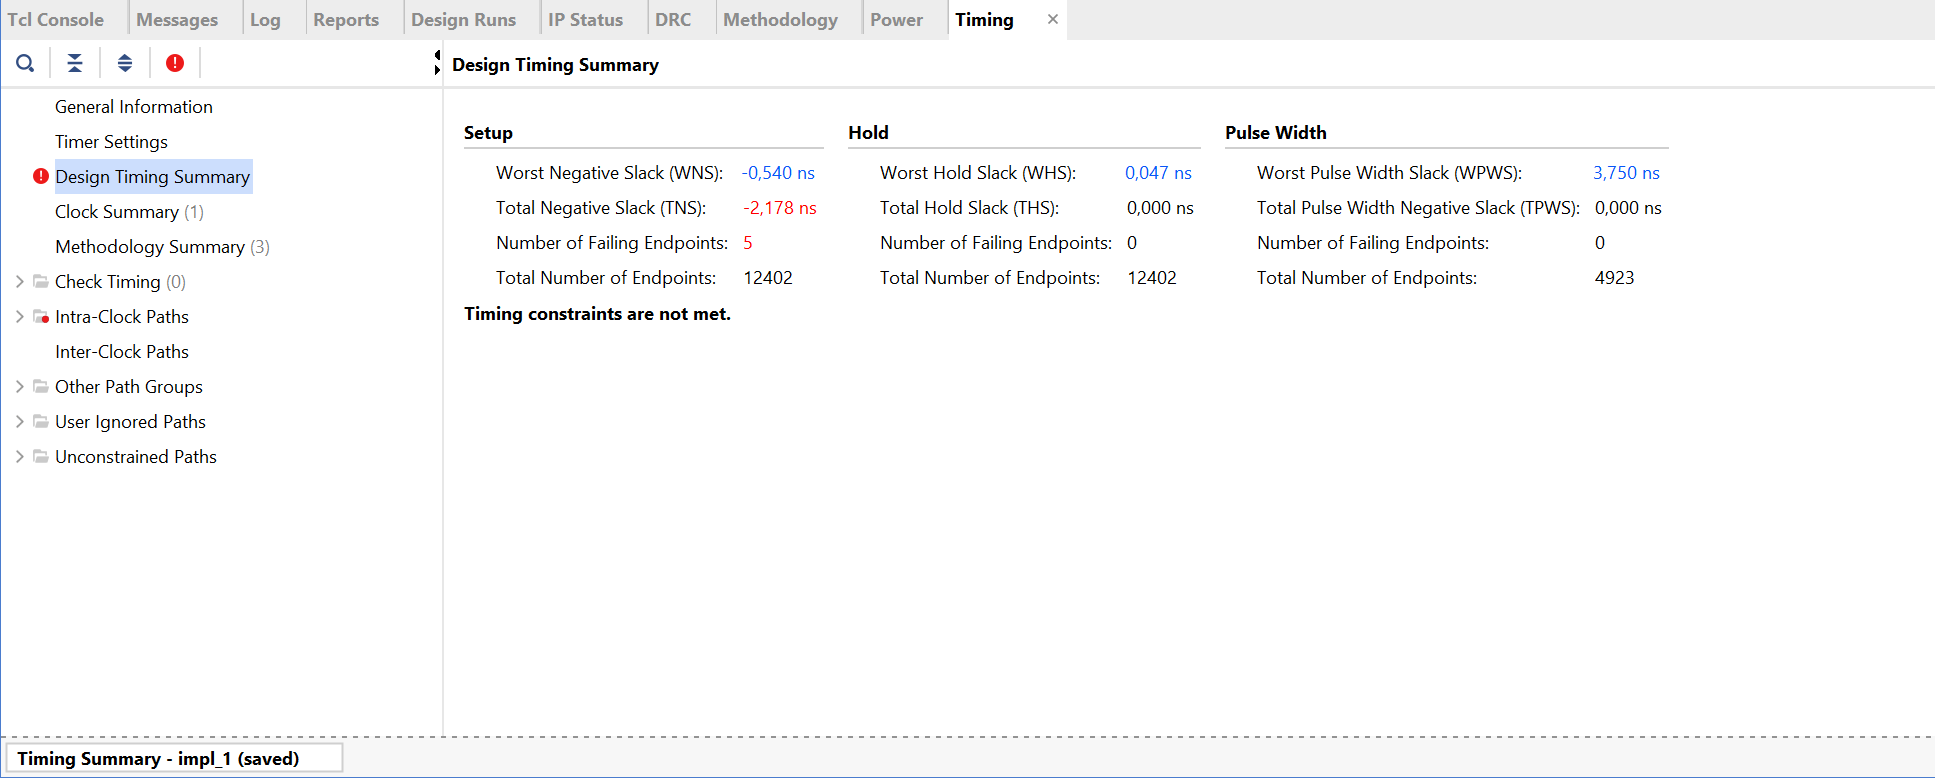 Tcl Console Messages Log Reports Design Runs IP Status DRC Methodology Power Timing ×
Design Timing Summary
General Information
Timer Settings
Design Timing Summary
Clock Summary (1)
Methodology Summary (3)
Check Timing (0)
Intra-Clock Paths
Inter-Clock Paths
Other Path Groups
User Ignored Paths
Unconstrained Paths
Setup Hold Pulse Width
Worst Negative Slack (WNS): -0,540 ns Worst Hold Slack (WHS): 0,047 ns Worst Pulse Width Slack (WPWS): 3,750 ns
Total Negative Slack (TNS): -2,178 ns Total Hold Slack (THS): 0,000 ns Total Pulse Width Negative Slack (TPWS): 0,000 ns
Number of Failing Endpoints: 5 Number of Failing Endpoints: 0 Number of Failing Endpoints: 0
Total Number of Endpoints: 12402 Total Number of Endpoints: 12402 Total Number of Endpoints: 4923
Timing constraints are not met.
Timing Summary - impl_1 (saved)